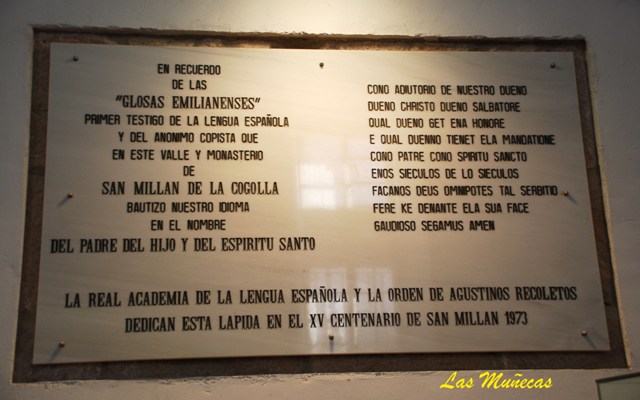 EN RECUERDO
DE LAS
"GLOSAS EMILIANENSES"
PRIMER TESTIGO DE LA LENGUA ESPAÑOLA
Y DEL ANONIMO COPISTA QUE
EN ESTE VALLE Y MONASTERIO
DE
SAN MILLAN DE LA COGOLLA
BAUTIZO NUESTRO IDIOMA
EN EL NOMBRE
DEL PADRE DEL HIJO Y DEL ESPIRITU SANTO
CONO ADIUTORIO DE NUESTRO DUENO
DUENO CHRISTO DUENO SALBATORE
QUAL DUENO GET ENA HONORE
E QUAL DUENNO TIENET ELA MANDATIONE
CONO PATRE CONO SPIRITU SANCTO
ENOS SIECULOS DE LO SIECULOS
FACANOS DEUS OMNIPOTES TAL SERBITIO
FERE KE DENANTE ELA SUA FACE
GAUDIOSO SEGAMUS AMEN
LA REAL ACADEMIA DE LA LENGUA ESPAÑOLA Y LA ORDEN DE AGUSTINOS RECOLETOS
DEDICAN ESTA LAPIDA EN EL XV CENTENARIO DE SAN MILLAN 1973
Las Muñecas